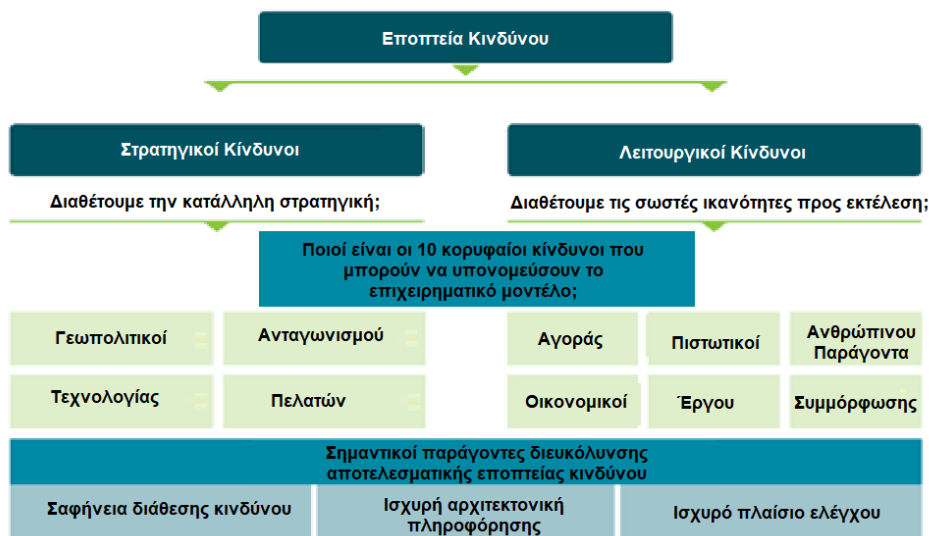 Εποπτεία Κινδύνου
Στρατηγικοί Κίνδυνοι
Λειτουργικοί Κίνδυνοι
Διαθέτουμε την κατάλληλη στρατηγική;
Διαθέτουμε τις σωστές ικανότητες προς εκτέλεση;
Ποιοί είναι οι 10 κορυφαίοι κίνδυνοι που
μπορούν να υπονομεύσουν το
επιχειρηματικό μοντέλο;
Γεωπολιτικοί
Ανταγωνισμού
Αγοράς
Πιστωτικοί
Ανθρώπινου
Παράγοντα
Τεχνολογίας
Πελατών
Οικονομικοί
Έργου
Συμμόρφωσης
Σημαντικοί παράγοντες διευκόλυνσης
αποτελεσματικής εποπτείας κινδύνου
Σαφήνεια διάθεσης κινδύνου
Ισχυρή αρχιτεκτονική
πληροφόρησης
Ισχυρό πλαίσιο ελέγχου